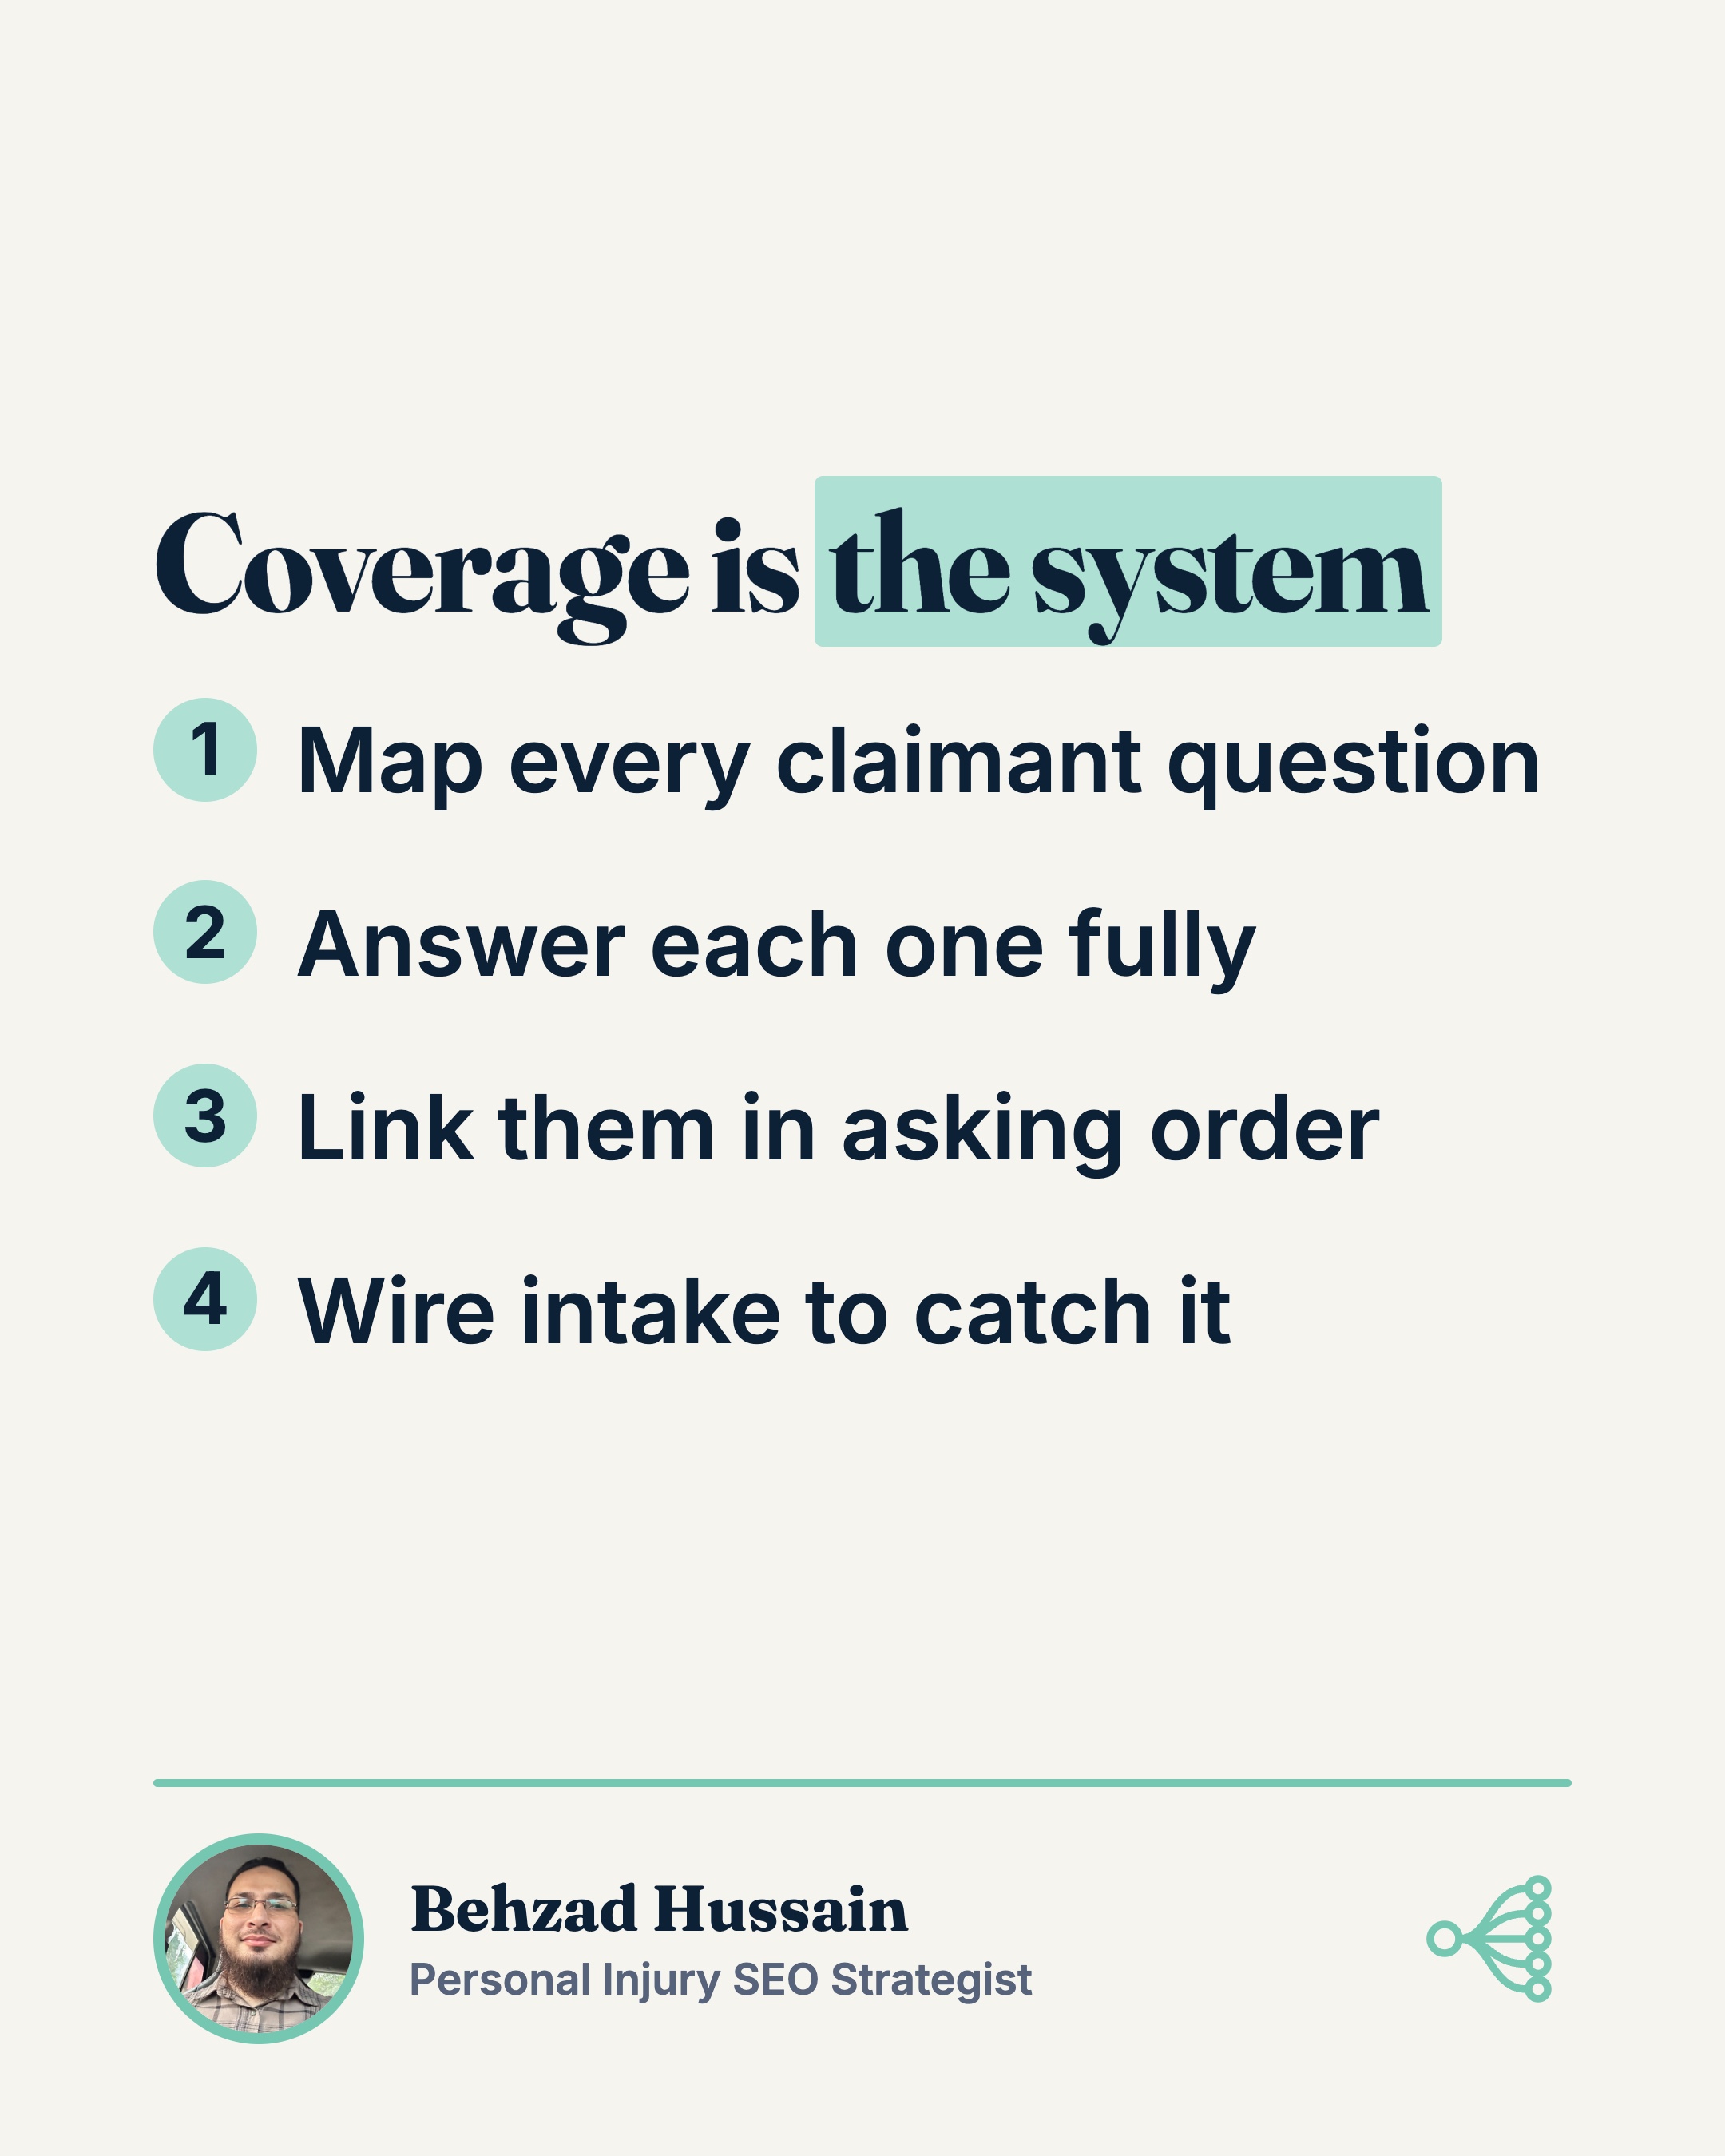 Coverage is the system
1 Map every claimant question
2 Answer each one fully
3 Link them in asking order
4 Wire intake to catch it
Behzad Hussain
Personal Injury SEO Strategist